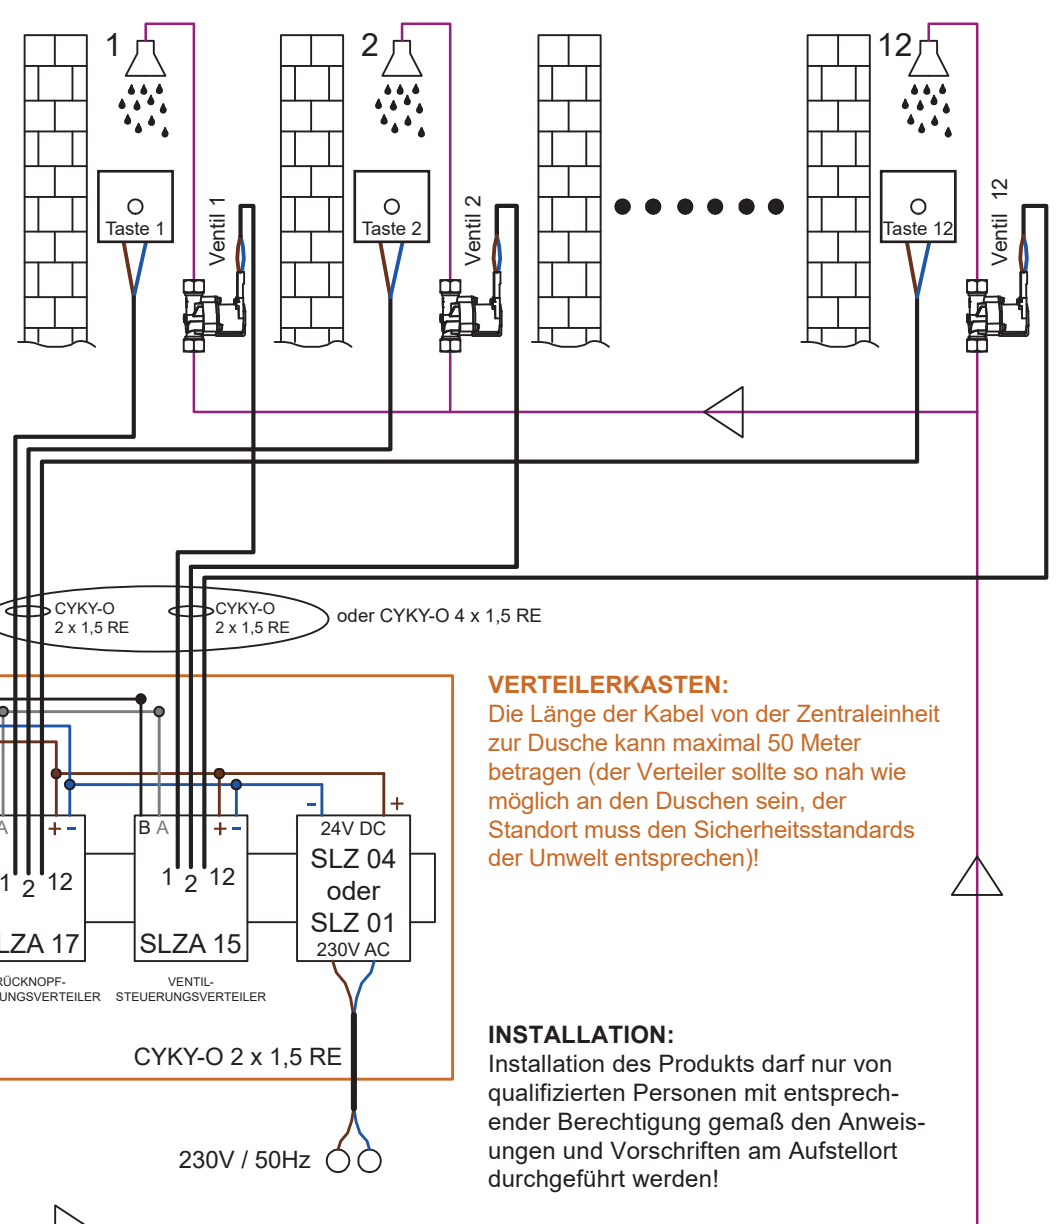 1
2
12
Taste 1
Ventil 1
Taste 2
Ventil 2
Taste 12
Ventil 12
CYKY-O
2 x 1,5 RE
CYKY-O
2 x 1,5 RE
oder CYKY-O 4 x 1,5 RE
VERTEILERKASTEN:
Die Länge der Kabel von der Zentraleinheit
zur Dusche kann maximal 50 Meter
betragen (der Verteiler sollte so nah wie
möglich an den Duschen sein, der
Standort muss den Sicherheitsstandards
der Umwelt entsprechen)!
A
+ -
B A
+ -
- +
24V DC
SLZ 04
oder
SLZ 01
230V AC
1 2 12
1 2 12
LZA 17
SLZA 15
RÜCKNOPF-
UNGSVERTEILER
VENTIL-
STEUERUNGSVERTEILER
CYKY-O 2 x 1,5 RE
230V / 50Hz
INSTALLATION:
Installation des Produkts darf nur von
qualifizierten Personen mit entsprech-
ender Berechtigung gemaß den Anweis-
ungen und Vorschriften am Aufstellort
durchgeführt werden!